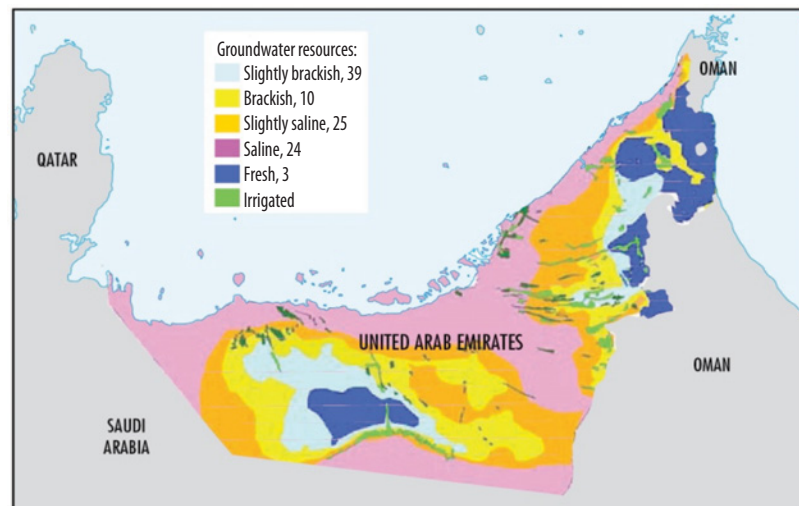 Groundwater resources:
Slightly brackish, 39
Brackish, 10
Slightly saline, 25
Saline, 24
Fresh, 3
Irrigated
OMAN
QATAR
UNITED ARAB EMIRATES
OMAN
SAUDI
ARABIA